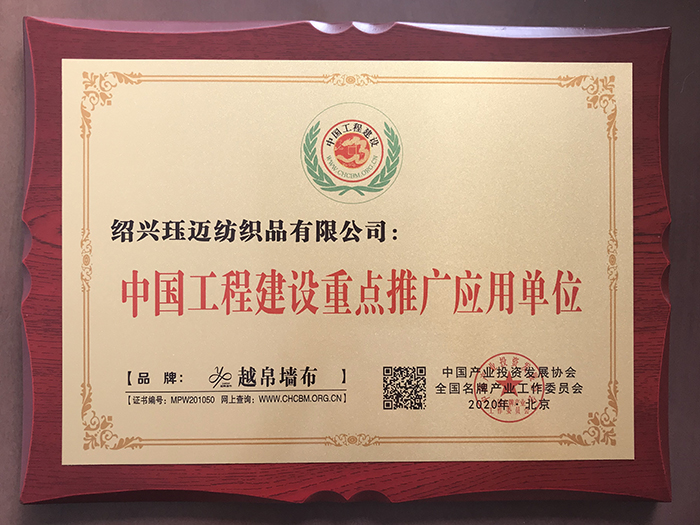 中国工程建设
WWW.CHCBM.ORG.CN
绍兴珏迈纺织品有限公司：
中国工程建设重点推广应用单位
【品 牌： 越帛墙布 】
【证书编号：MPW201050 网上查询：WWW.CHCBM.ORG.CN】
中国产业投资发展协会
全国名牌产业工作委员会
2020年·北京